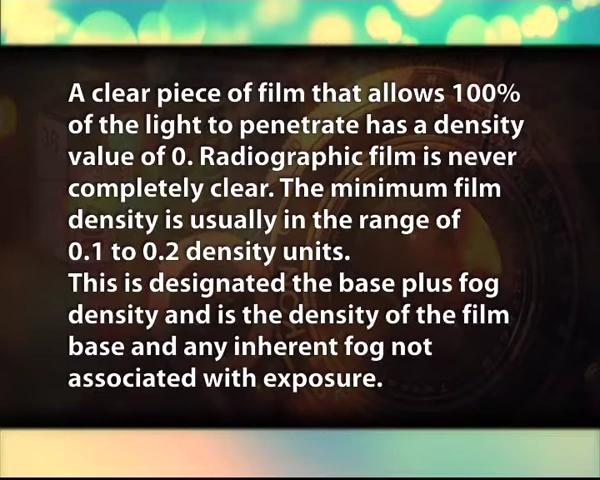 A clear piece of film that allows 100%
of the light to penetrate has a density
value of 0. Radiographic film is never
completely clear. The minimum film
density is usually in the range of
0.1 to 0.2 density units.
This is designated the base plus fog
density and is the density of the film
base and any inherent fog not
associated with exposure.